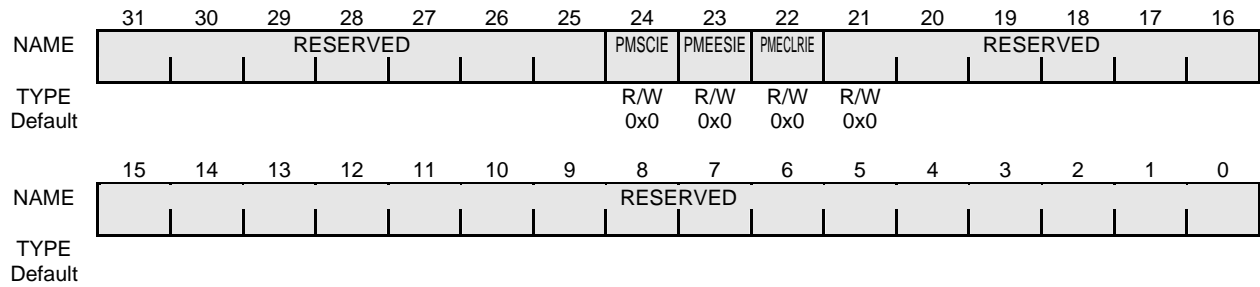 31 30 29 28 27 26 25 24 23 22 21 20 19 18 17 16
NAME RESERVED PMSCIE PMEESIE PMECLRIE RESERVED
TYPE R/W R/W R/W R/W
Default 0x0 0x0 0x0 0x0
15 14 13 12 11 10 9 8 7 6 5 4 3 2 1 0
NAME RESERVED
TYPE
Default